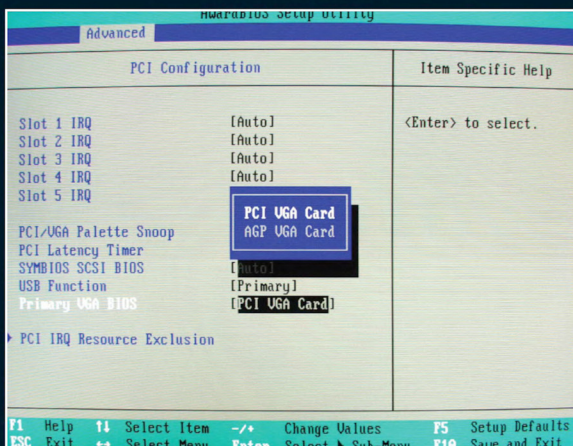 AwardBIOS Setup Utility
Advanced
PCI Configuration
Item Specific Help
Slot 1 IRQ [Auto]
<Enter> to select.
Slot 2 IRQ [Auto]
Slot 3 IRQ [Auto]
Slot 4 IRQ [Auto]
Slot 5 IRQ
PCI VGA Card
AGP VGA Card
PCI/VGA Palette Snoop
PCI Latency Timer
SYMBIOS SCSI BIOS [Auto]
USB Function [Primary]
Primary VGA BIOS [PCI VGA Card]
PCI IRQ Resource Exclusion
F1 Help ↑↓ Select Item -/+ Change Values F5 Setup Defaults
ESC Exit ↔ Select Menu Enter Select ▶ Sub-Menu F10 Save and Exit